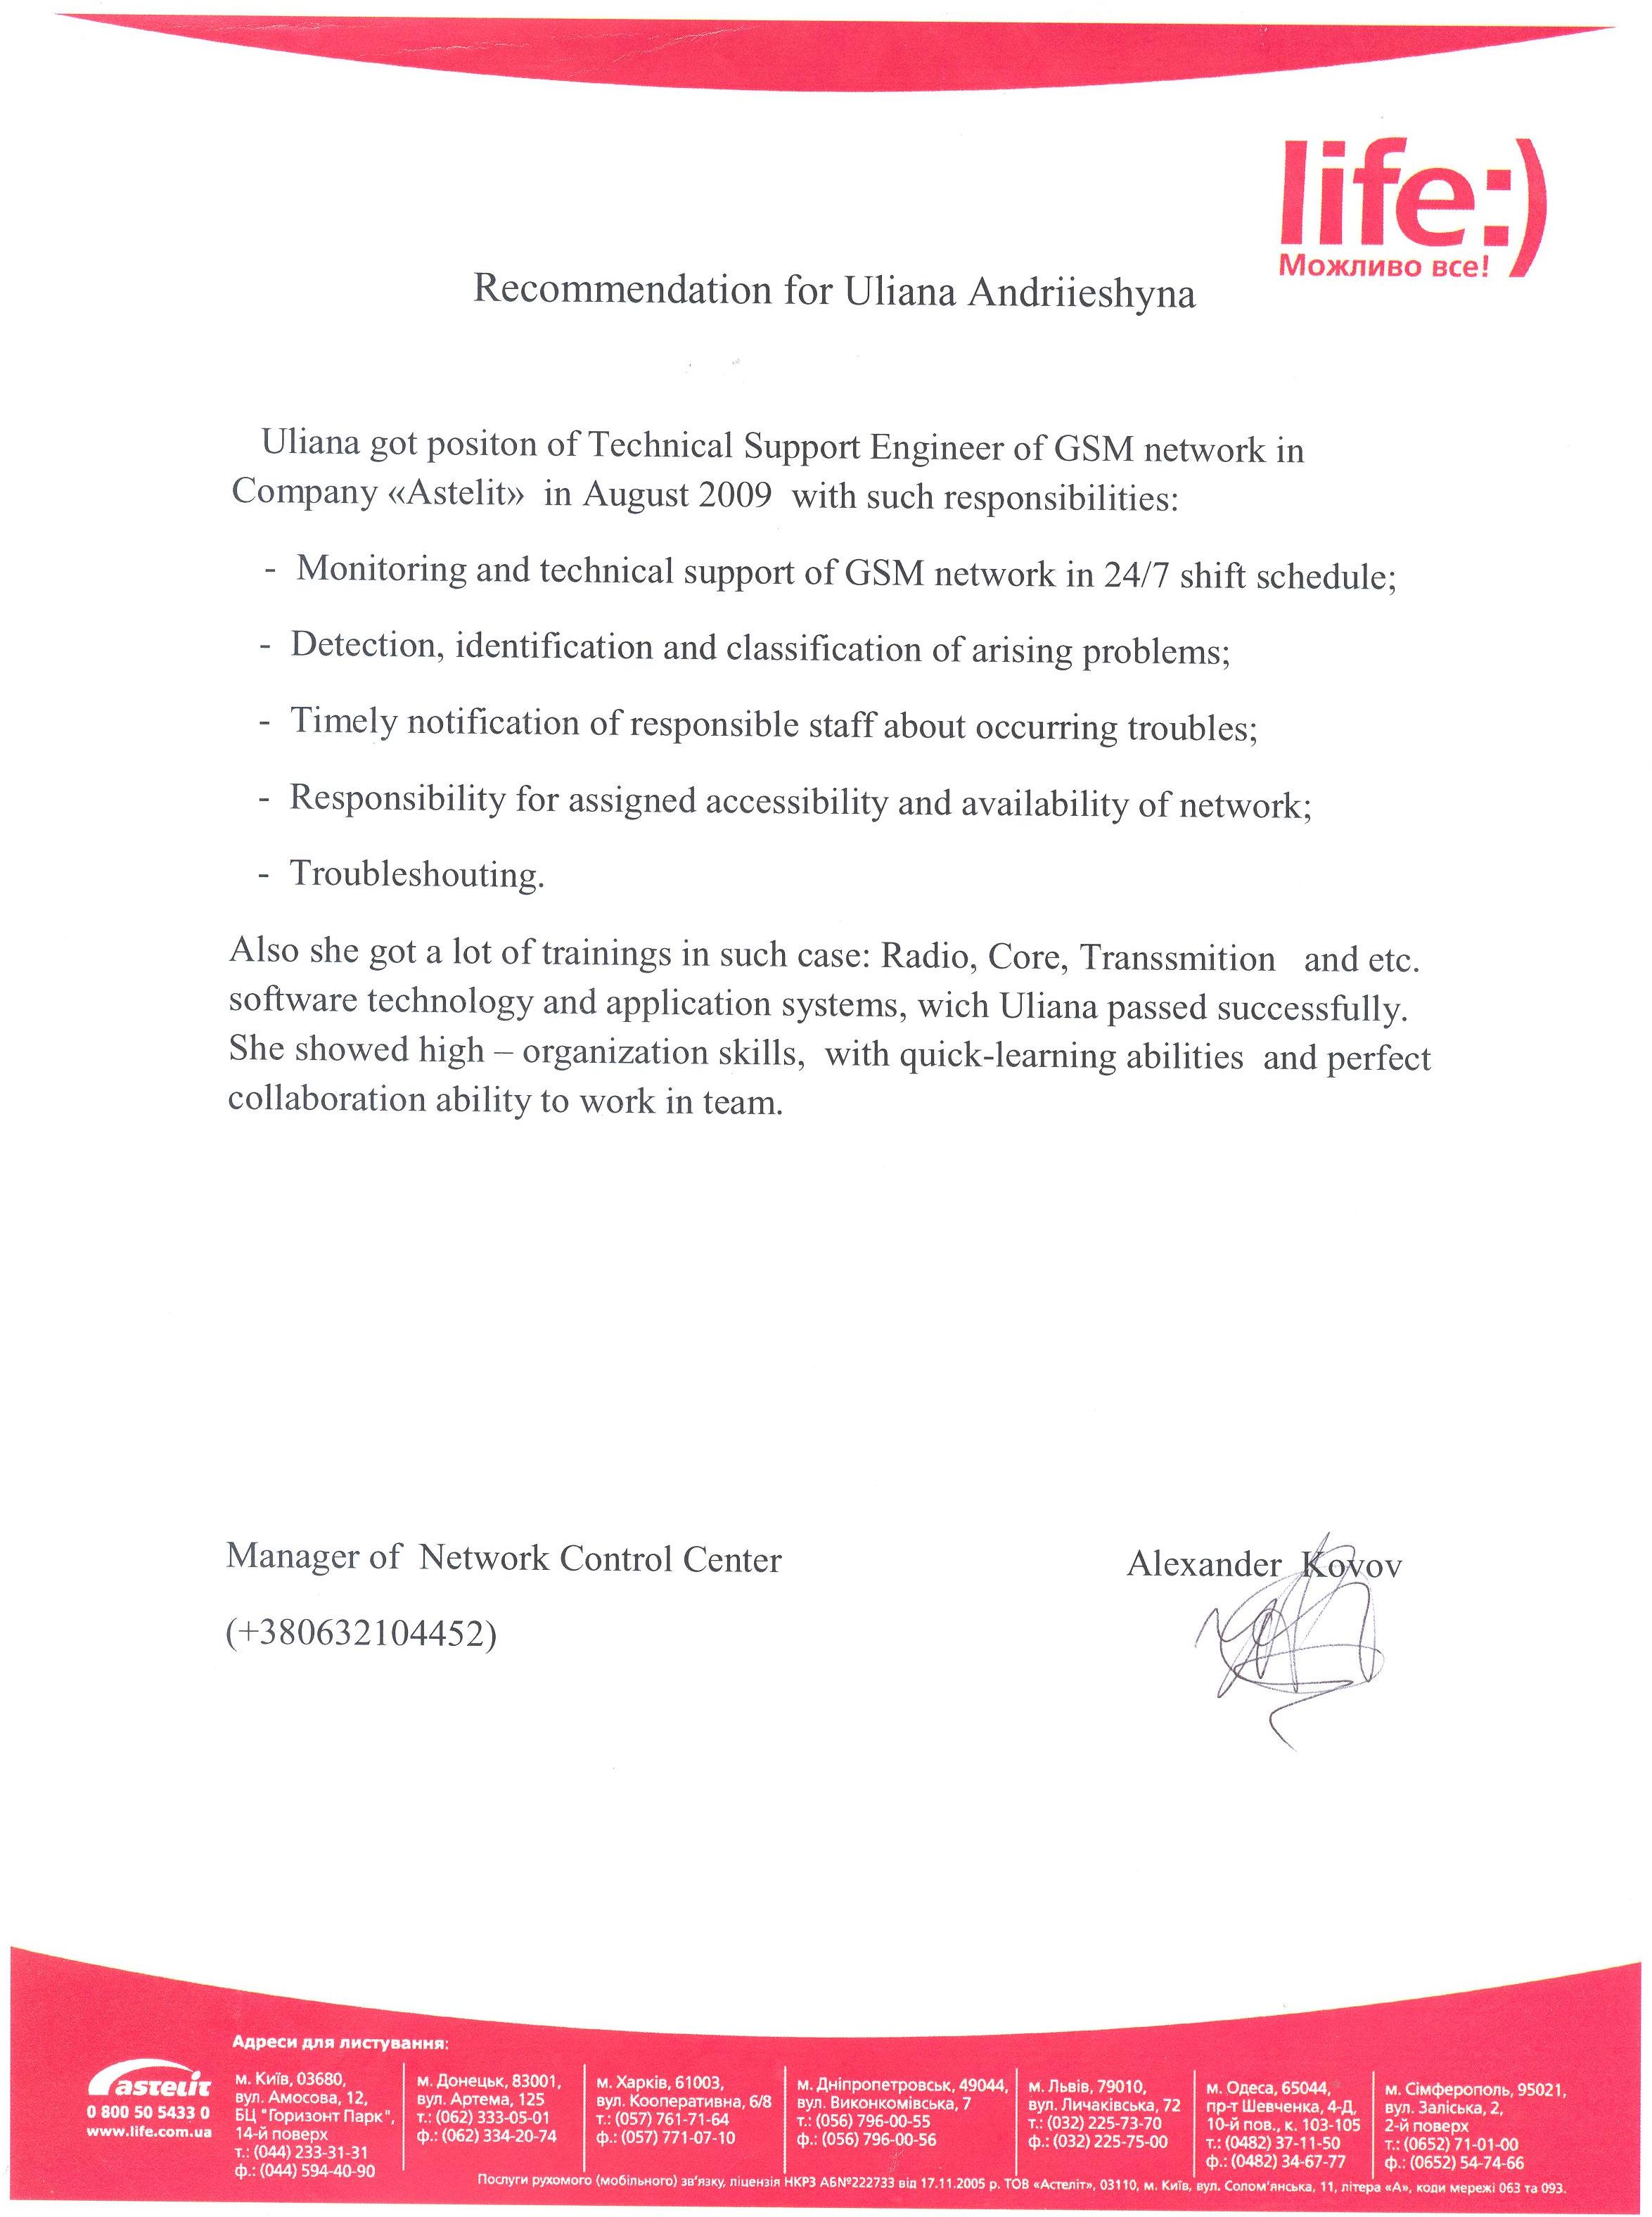 life:)
Можливо все!
Recommendation for Uliana Andriieshyna
Uliana got positon of Technical Support Engineer of GSM network in
Company «Astelit» in August 2009 with such responsibilities:
- Monitoring and technical support of GSM network in 24/7 shift schedule;
- Detection, identification and classification of arising problems;
- Timely notification of responsible staff about occurring troubles;
- Responsibility for assigned accessibility and availability of network;
- Troubleshouting.
Also she got a lot of trainings in such case: Radio, Core, Transsmition and etc.
software technology and application systems, wich Uliana passed successfully.
She showed high – organization skills, with quick-learning abilities and perfect
collaboration ability to work in team.
Manager of Network Control Center
Alexander Kovov
(+380632104452)
Адреси для листування:
astelit
0 800 50 5433 0
www.life.com.ua
м. Київ, 03680,
вул. Амосова, 12,
БЦ "Горизонт Парк",
14-й поверх
т.: (044) 233-31-31
ф.: (044) 594-40-90
м. Донецьк, 83001,
вул. Артема, 125
т.: (062) 333-05-01
ф.: (062) 334-20-74
м. Харків, 61003,
вул. Кооперативна, 6/8
т.: (057) 761-71-64
ф.: (057) 771-07-10
м. Дніпропетровськ, 49044,
вул. Виконкомівська, 7
т.: (056) 796-00-55
ф.: (056) 796-00-56
м. Львів, 79010,
вул. Личаківська, 72
т.: (032) 225-73-70
ф.: (032) 225-75-00
м. Одеса, 65044,
пр-т Шевченка, 4-Д,
10-й пов., к. 103-105
т.: (0482) 37-11-50
ф.: (0482) 34-67-77
м. Сімферополь, 95021,
вул. Заліська, 2,
2-й поверх
т.: (0652) 71-01-00
ф.: (0652) 54-74-66
Послуги рухомого (мобільного) зв'язку, ліцензія НКРЗ АБ№222733 від 17.11.2005 р. ТОВ «Астеліт», 03110, м. Київ, вул. Солом'янська, 11, літера «А», коди мережі 063 та 093.